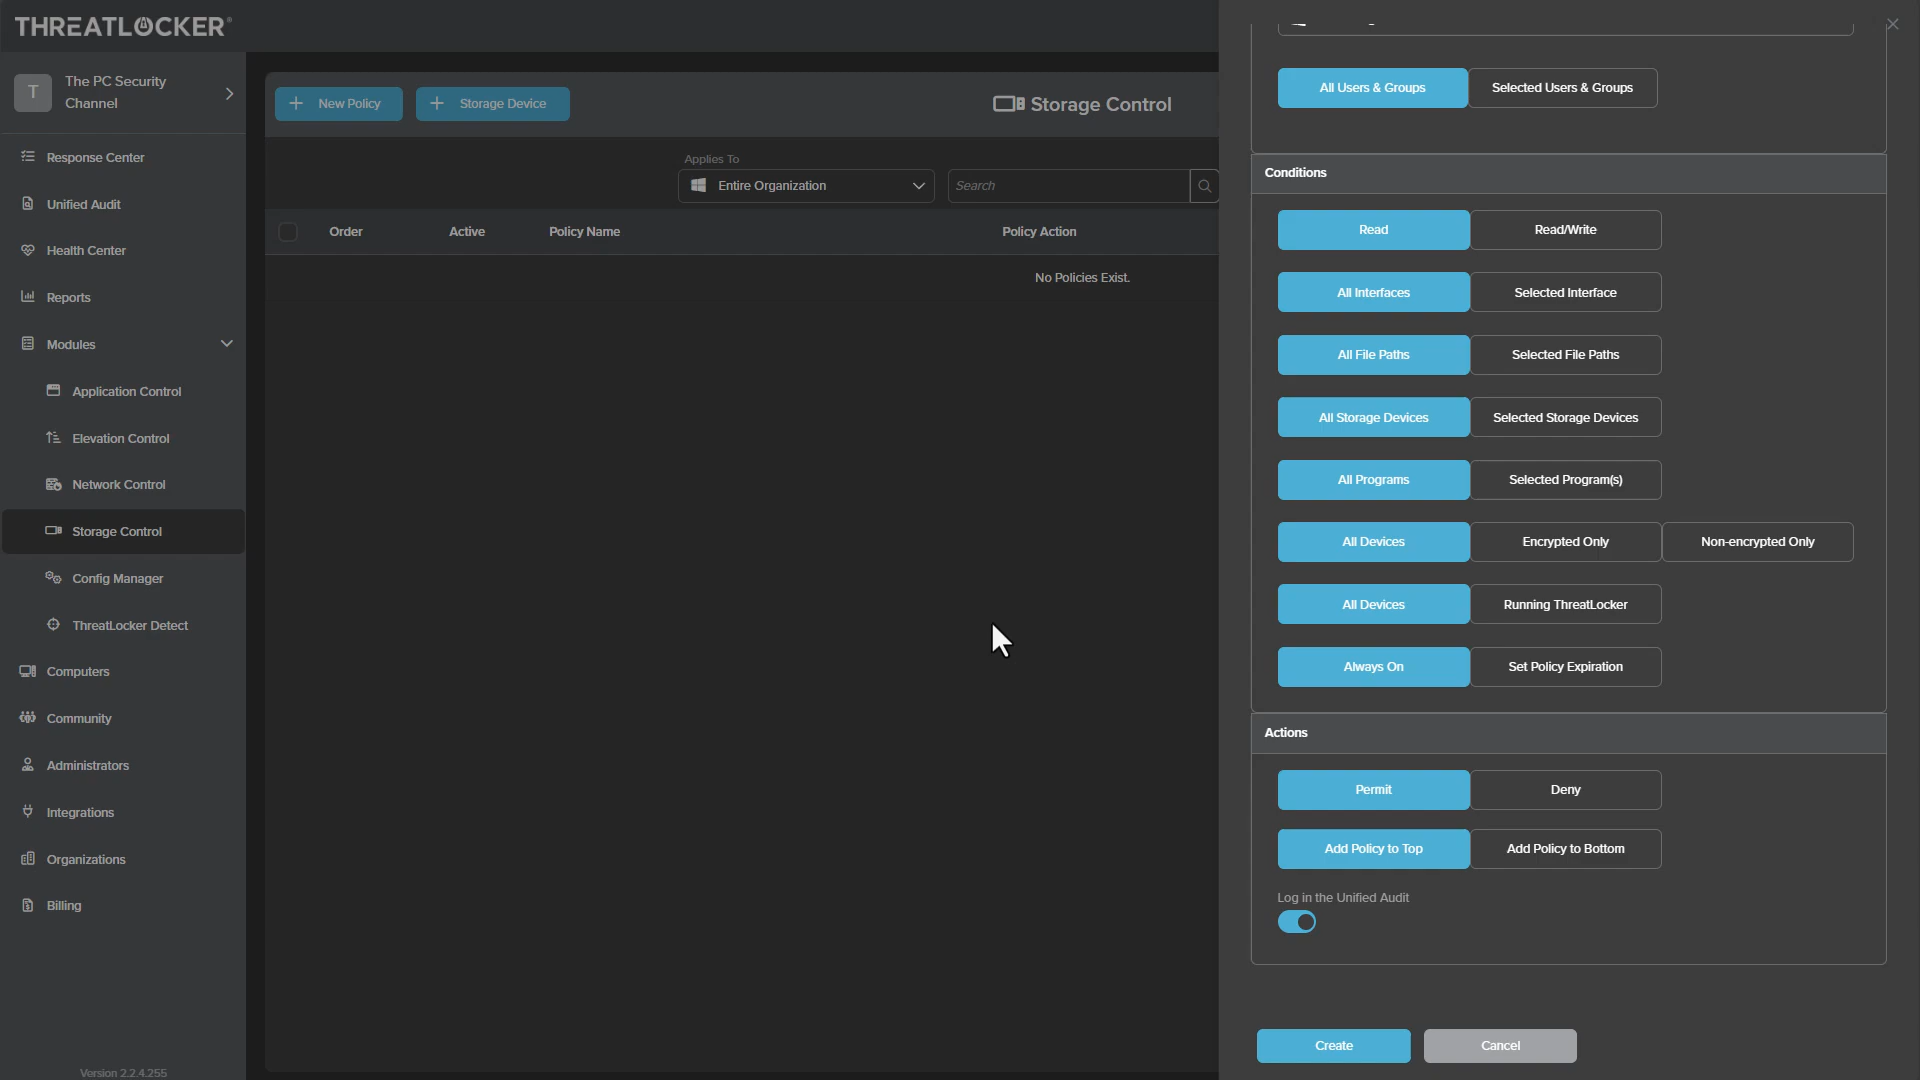 THREATLOCKER®
T
The PC Security
Channel
Response Center
Unified Audit
Health Center
Reports
Modules
Application Control
Elevation Control
Network Control
Storage Control
Config Manager
ThreatLocker Detect
Computers
Community
Administrators
Integrations
Organizations
Billing
Version 2.2.4.255
New Policy
Storage Device
Storage Control
Applies To
Entire Organization
Search
Order
Active
Policy Name
Policy Action
No Policies Exist.
All Users & Groups
Selected Users & Groups
Conditions
Read
Read/Write
All Interfaces
Selected Interface
All File Paths
Selected File Paths
All Storage Devices
Selected Storage Devices
All Programs
Selected Program(s)
All Devices
Encrypted Only
Non-encrypted Only
All Devices
Running ThreatLocker
Always On
Set Policy Expiration
Actions
Permit
Deny
Add Policy to Top
Add Policy to Bottom
Log in the Unified Audit
Create
Cancel